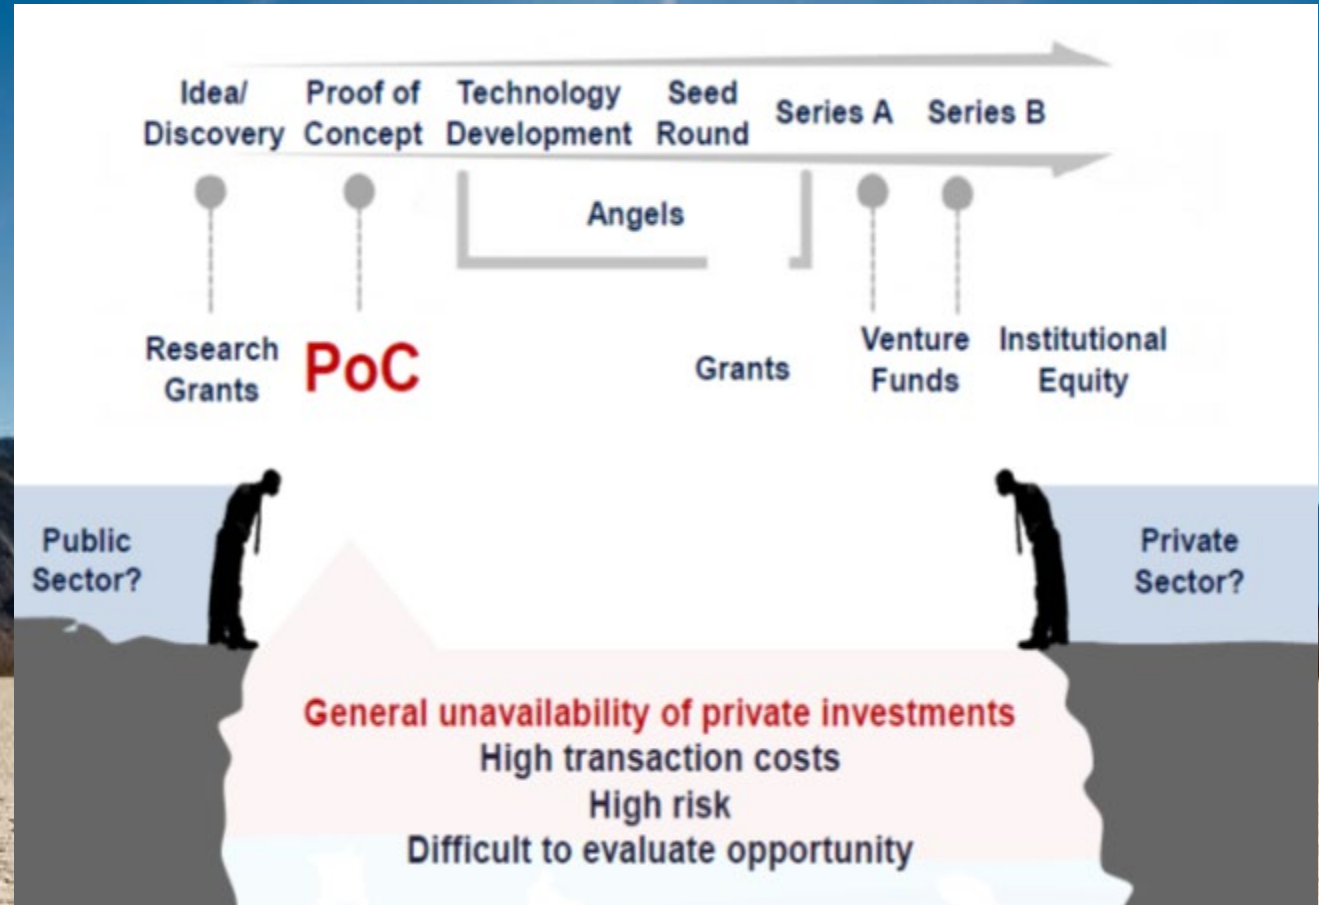 Idea/
Discovery
Proof of
Concept
Technology
Development
Seed
Round
Series A
Series B
Angels
Research
Grants
PoC
Grants
Venture
Funds
Institutional
Equity
Public
Sector?
Private
Sector?
General unavailability of private investments
High transaction costs
High risk
Difficult to evaluate opportunity